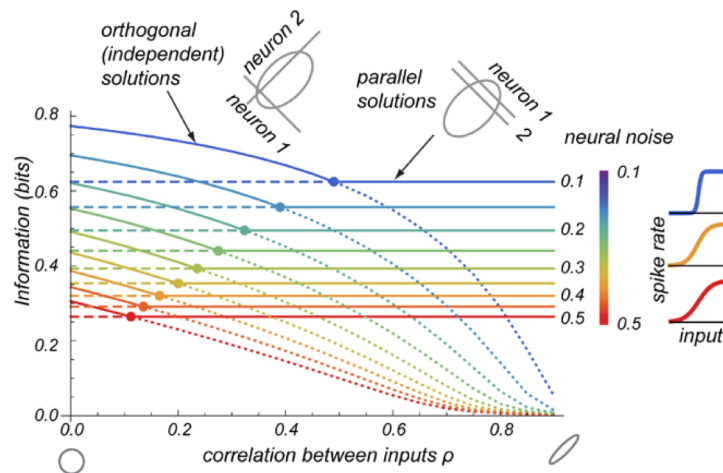 orthogonal
(independent)
solutions
neuron 2
neuron 1
parallel
solutions
neuron 1
2
neural noise
Information (bits)
0.8
0.6
0.4
0.2
0.0
0.0
0.2
0.4
0.6
0.8
correlation between inputs ρ
0.1
0.2
0.3
0.4
0.5
0.1
0.5
spike rate
input